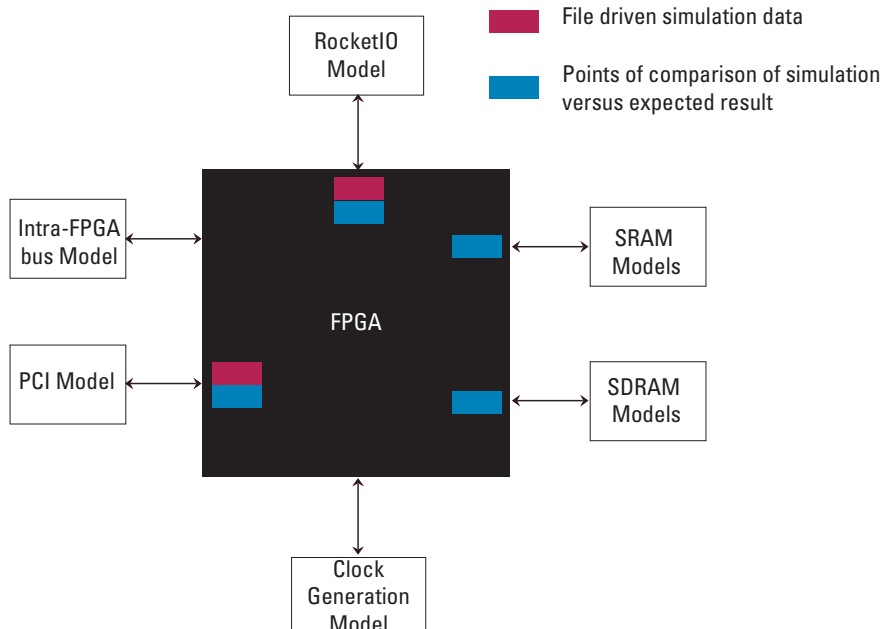 File driven simulation data
Points of comparison of simulation
versus expected result
RocketIO
Model
Intra-FPGA
bus Model
SRAM
Models
FPGA
PCI Model
SDRAM
Models
Clock
Generation
Model